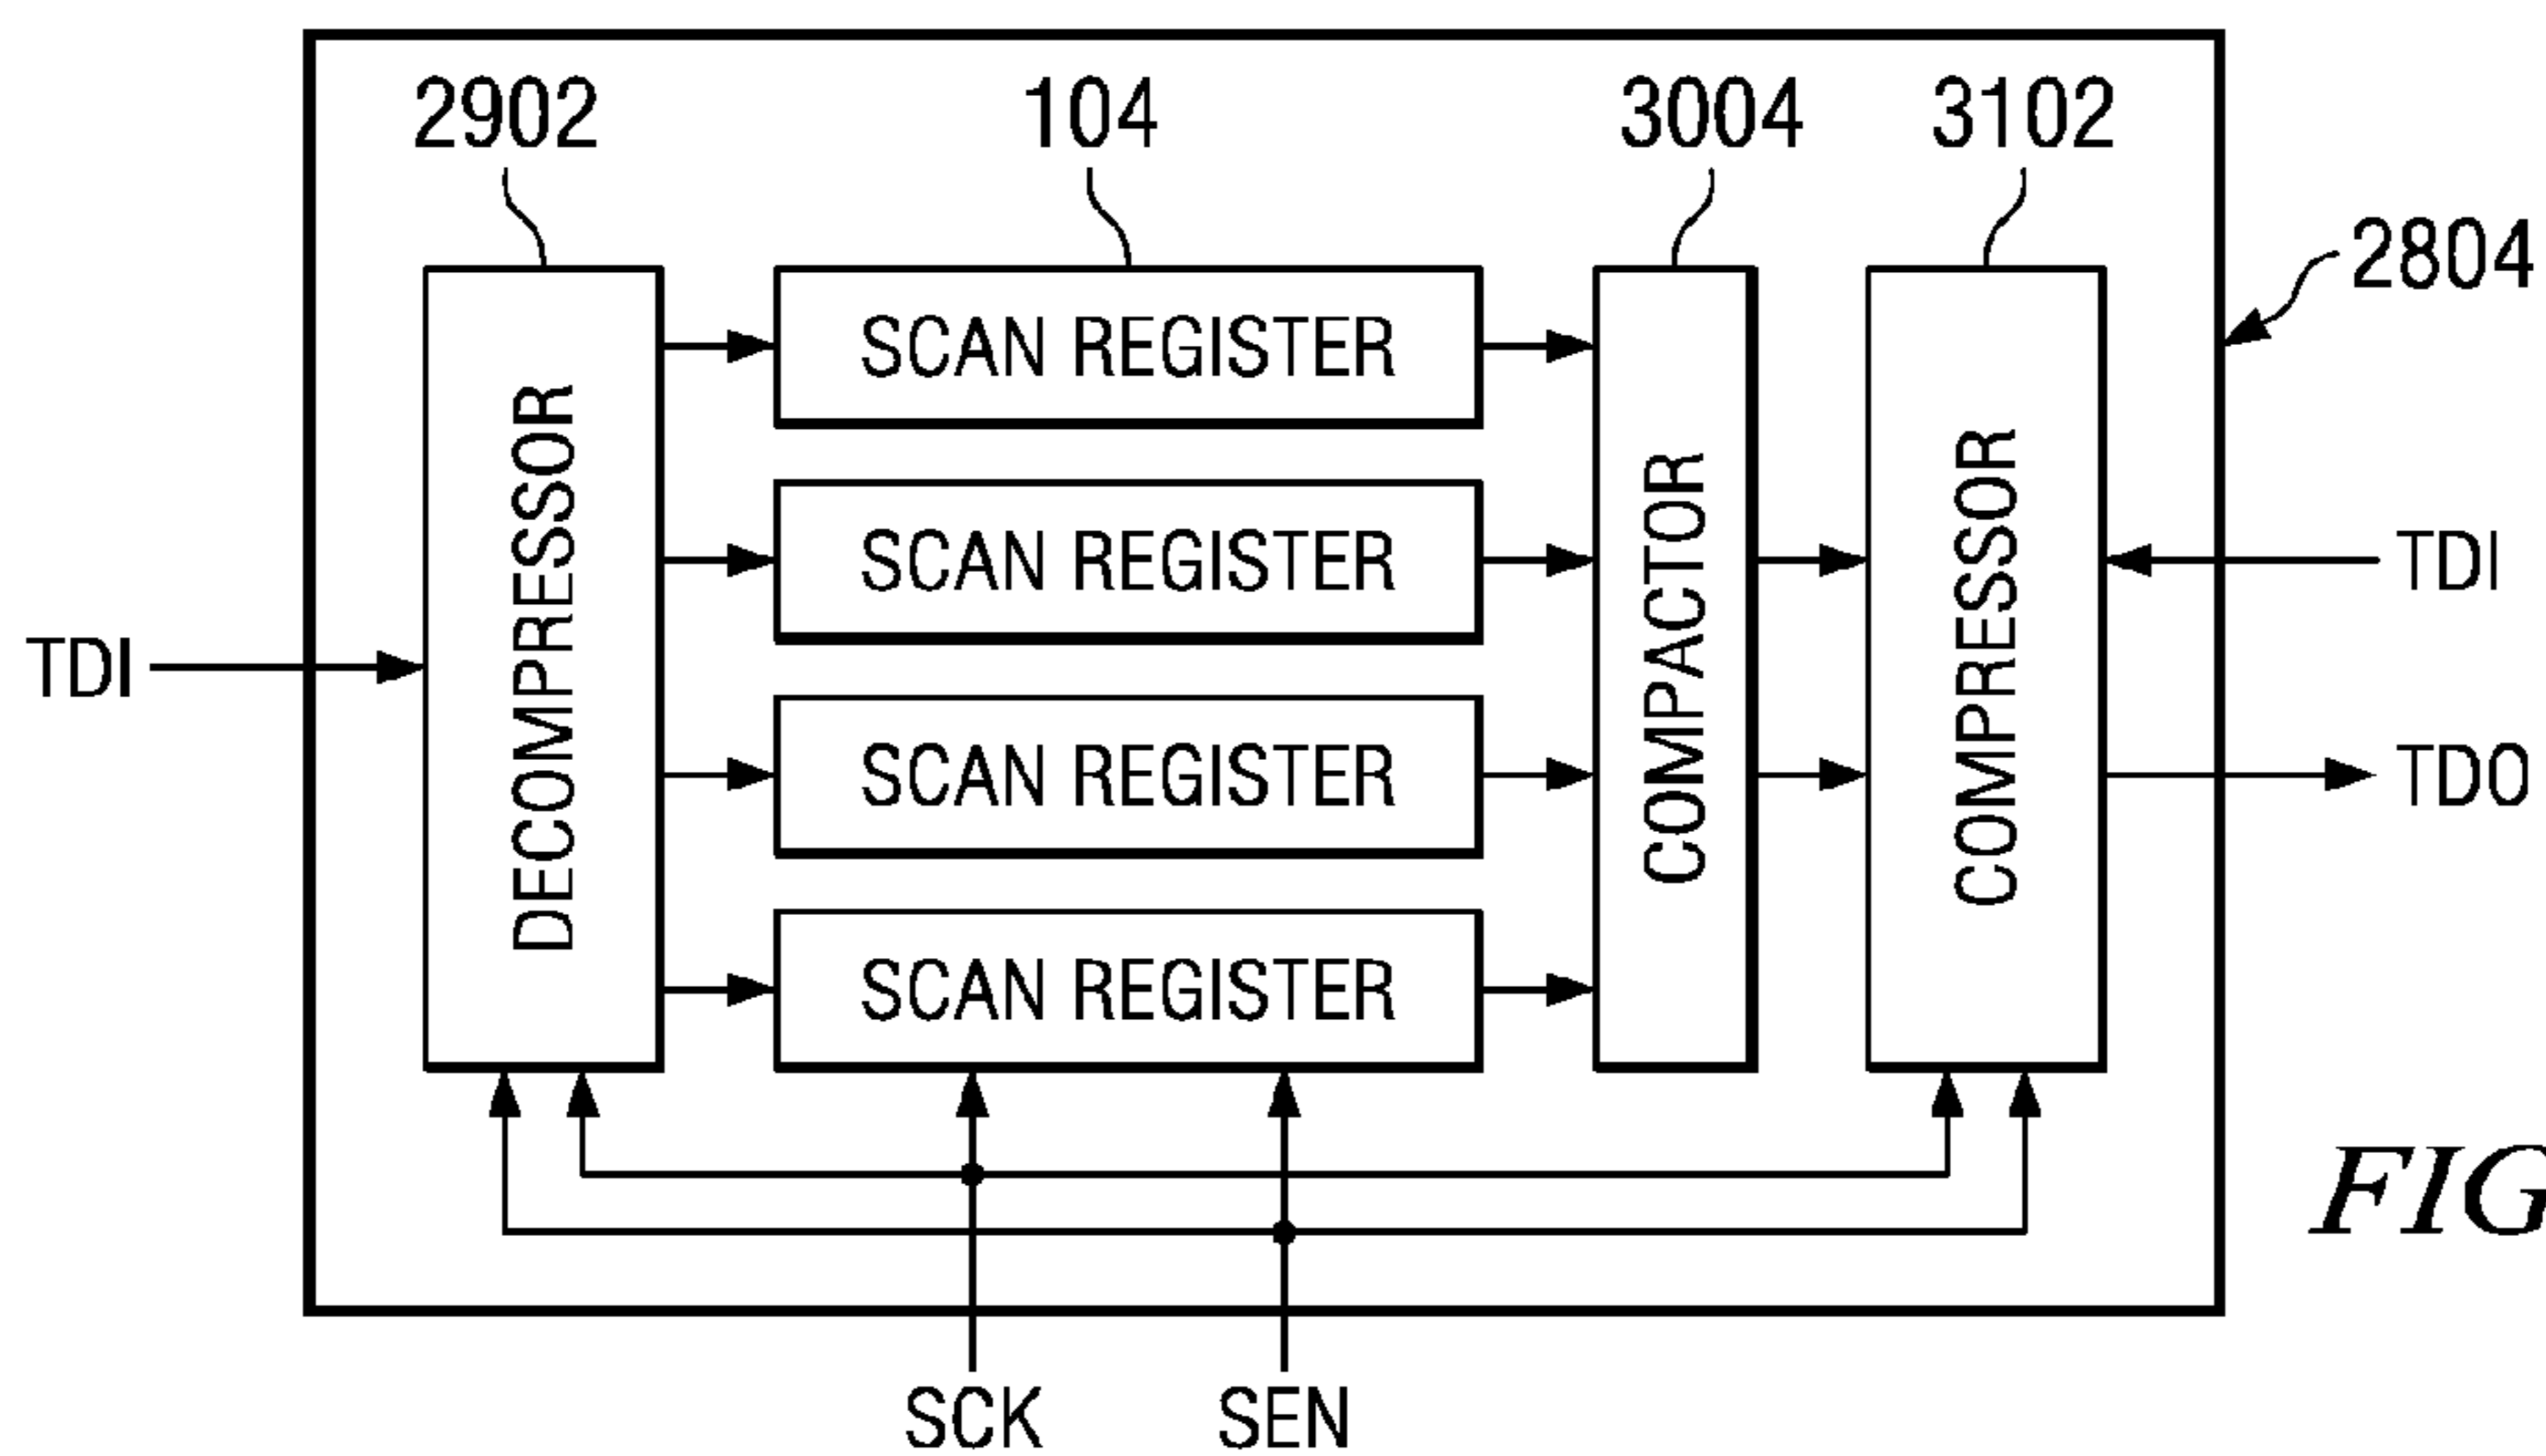 2902
104
3004
3102
2804
DECOMPRESSOR
SCAN REGISTER
SCAN REGISTER
SCAN REGISTER
SCAN REGISTER
COMPACTOR
COMPRESSOR
TDI
TDI
TDO
SCK
SEN
FIG